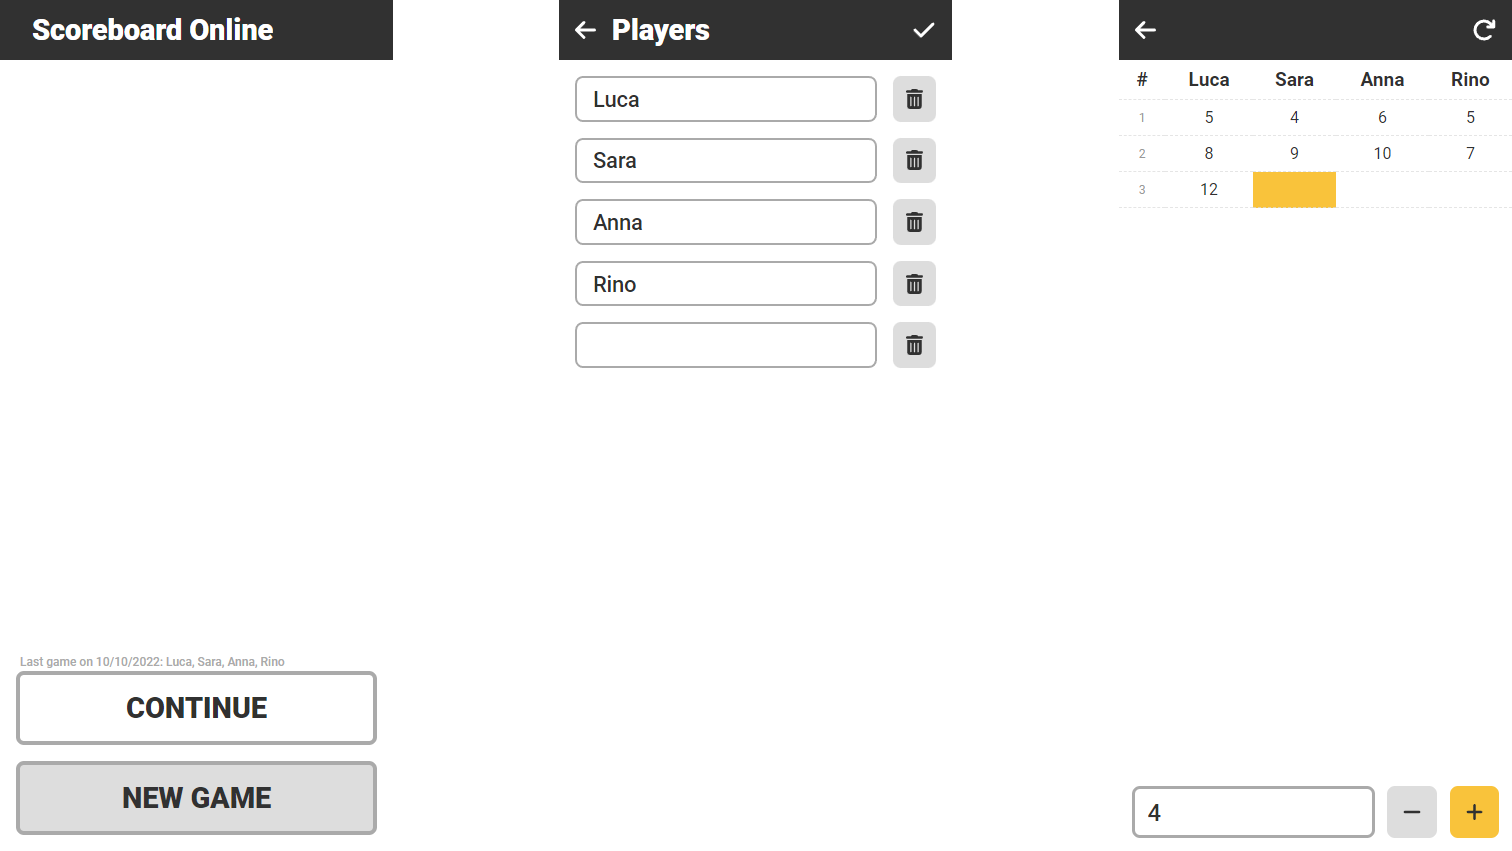 Scoreboard Online
Last game on 10/10/2022: Luca, Sara, Anna, Rino
CONTINUE
NEW GAME
Players
Luca
Sara
Anna
Rino
# Luca Sara Anna Rino
1 5 4 6 5
2 8 9 10 7
3 12
4